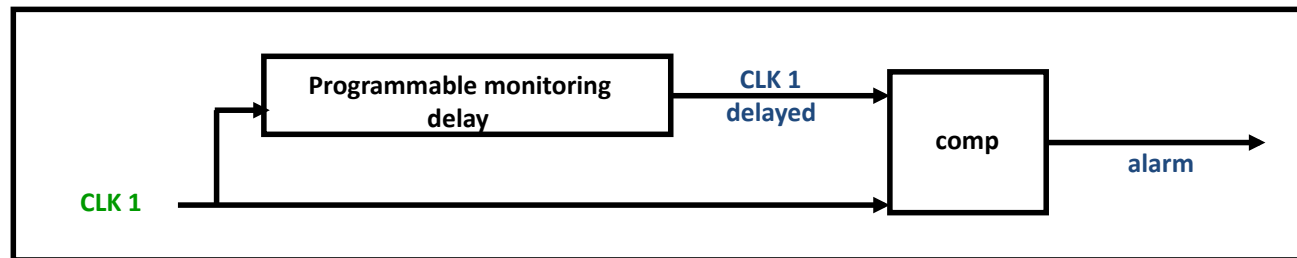 Programmable monitoring
delay
CLK 1
delayed
comp
alarm
CLK 1